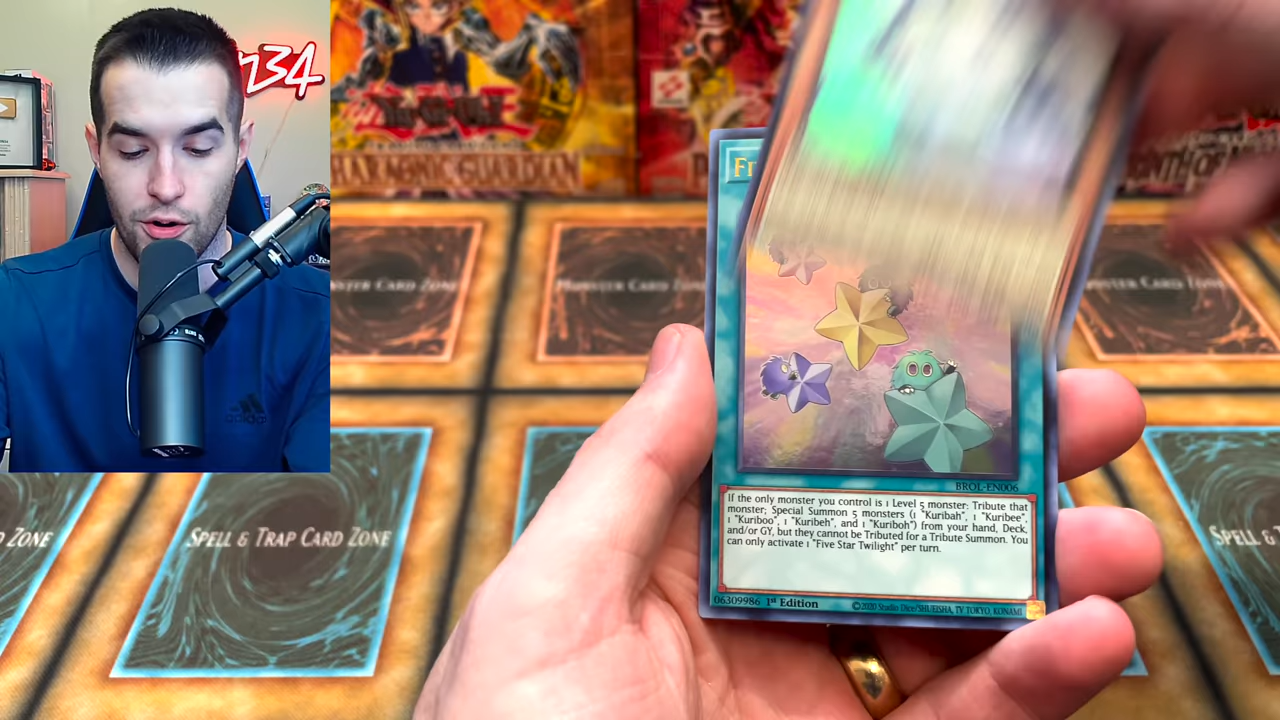 234
YU-GI-OH!
PHARAONIC GUARDIAN
MONSTER CARD ZONE
MONSTER CARD ZONE
MONSTER CARD ZONE
BROL-EN006
If the only monster you control is 1 Level 5 monster: Tribute that
monster; Special Summon 5 monsters (1 "Kuribah", 1 "Kuribee",
1 "Kuriboo", 1 "Kuribeh", and 1 "Kuriboh") from your hand, Deck,
and/or GY, but they cannot be Tributed for a Tribute Summon. You
can only activate 1 "Five Star Twilight" per turn.
06309986 1st Edition ©2020 Studio Dice/SHUEISHA, TV TOKYO, KONAMI
adidas
D ZONE
SPELL & TRAP CARD ZONE
SPELL & T